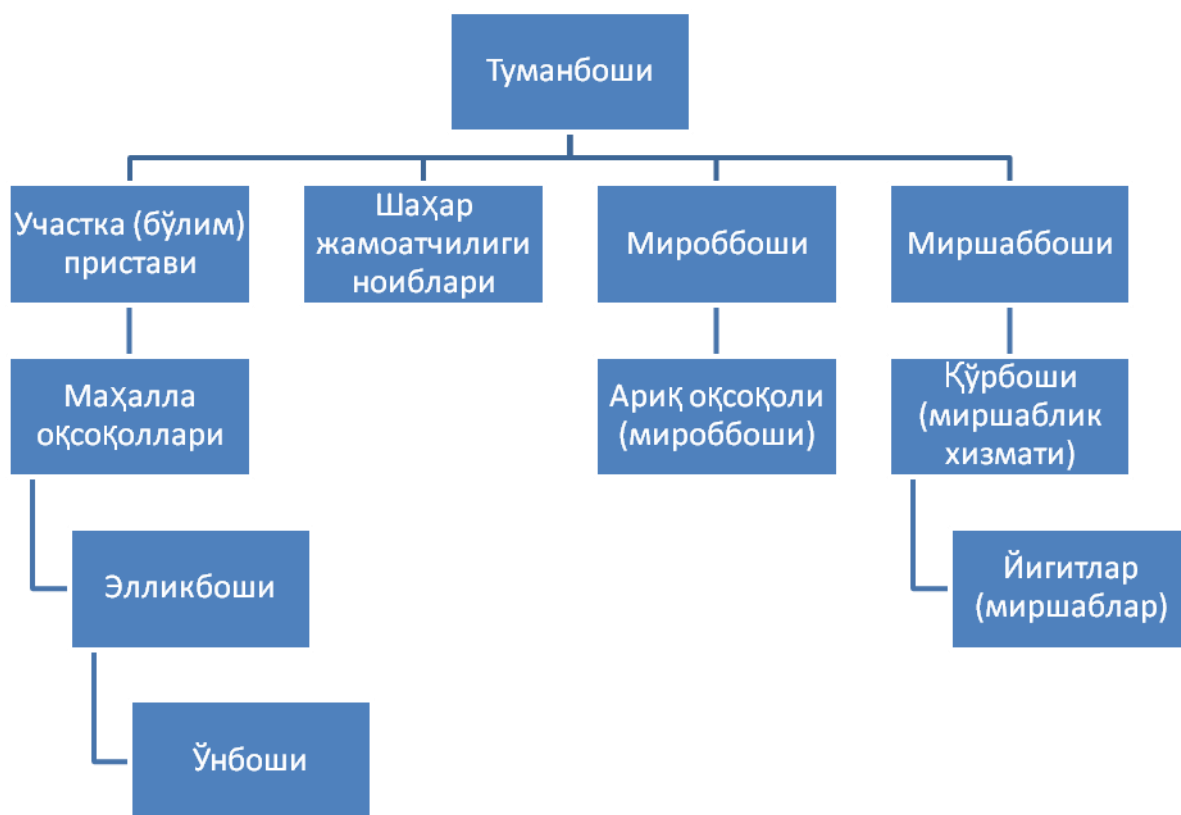 Туманбоши
Участка (бўлим)
пристави
Шаҳар
жамоатчилиги
ноиблари
Мироббоши
Миршаббоши
Маҳалла
оқсоқоллари
Ариқ оқсоқоли
(мироббоши)
Қўрбоши
(миршаблик
хизмати)
Элликбоши
Йигитлар
(миршаблар)
Ўнбоши